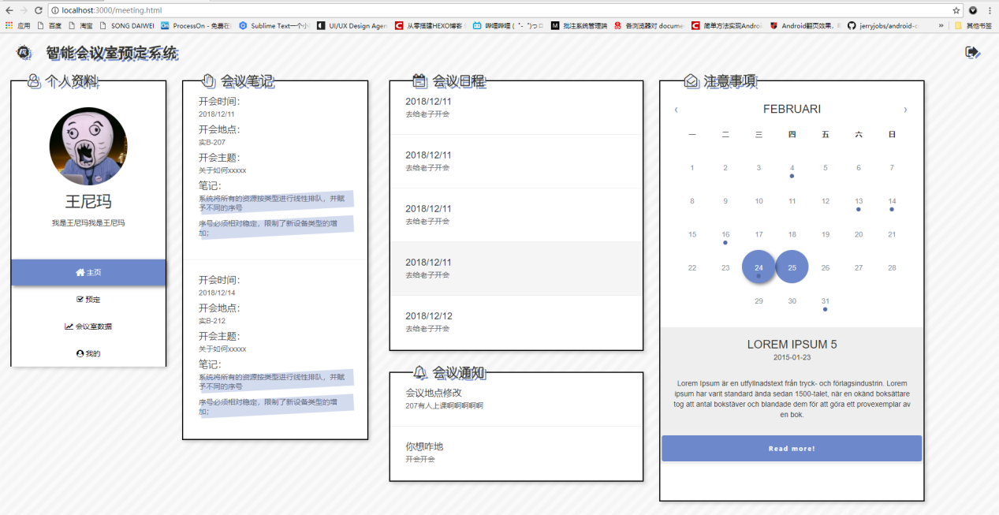 localhost:3000/meeting.html
应用 百度 淘宝 SONG DAIWEI ProcessOn - 免费在 Sublime Text一个小 UI/UX Design Agen 从零搭建HEXO博客 哔哩哔哩 ( ゜- ゜)つロ 批注系统管理端 各浏览器对 docume 简单方法实现Androi Android翻页效果, jerryjobs/android-c » 其他书签
智能会议室预定系统
个人资料
王尼玛
我是王尼玛我是王尼玛
主页
预定
会议室数据
我的
会议笔记
开会时间:
2018/12/11
开会地点:
实B-207
开会主题:
关于如何xxxxx
笔记:
系统将所有的资源按类型进行线性排队，并赋
予不同的序号
序号必须相对稳定，限制了新设备类型的增
加；
开会时间:
2018/12/14
开会地点:
实B-212
开会主题:
关于如何xxxxx
笔记:
系统将所有的资源按类型进行线性排队，并赋
予不同的序号
序号必须相对稳定，限制了新设备类型的增
加；
会议日程
2018/12/11
去给老子开会
2018/12/11
去给老子开会
2018/12/11
去给老子开会
2018/12/11
去给老子开会
2018/12/12
去给老子开会
会议通知
会议地点修改
207有人上课啊啊啊啊啊
你想咋地
开会开会
注意事项
‹ FEBRUARI ›
一 二 三 四 五 六 日
1 2 3 4 5 6 7
8 9 10 11 12 13 14
15 16 17 18 19 20 21
22 23 24 25 26 27 28
29 30 31
LOREM IPSUM 5
2015-01-23
Lorem Ipsum är en utfyllnadstext från tryck- och förlagsindustrin. Lorem
ipsum har varit standard ända sedan 1500-talet, när en okänd boksättare
tog att antal bokstäver och blandade dem för att göra ett provexemplar av
en bok.
Read more!